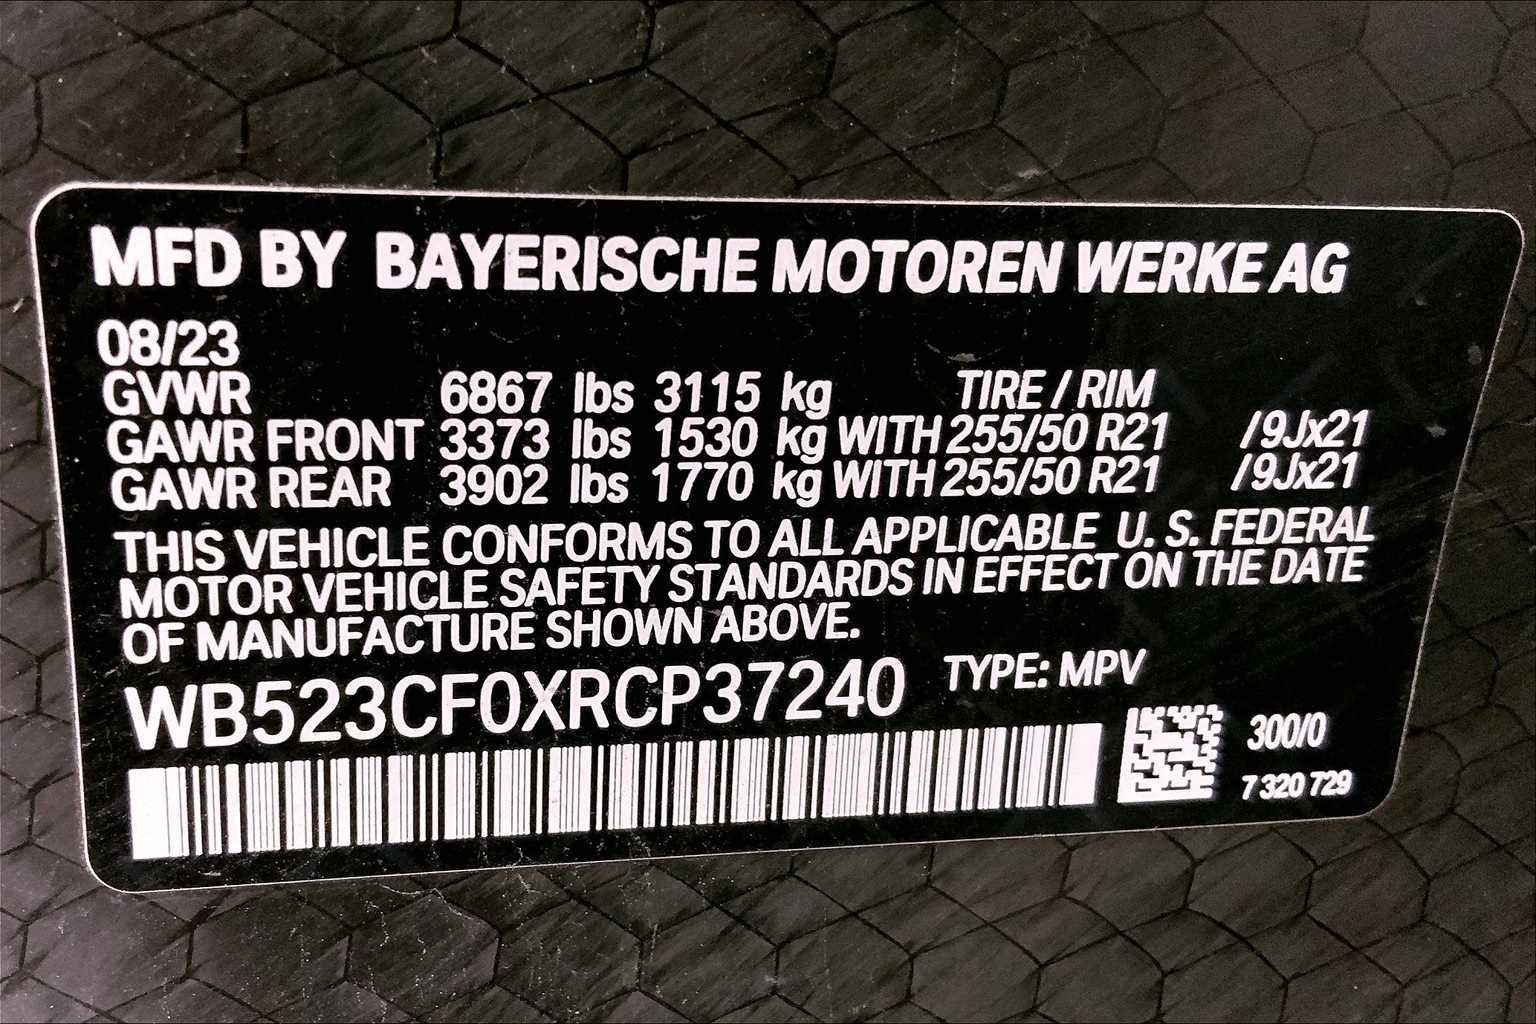 MFD BY BAYERISCHE MOTOREN WERKE AG
08/23
GVWR 6867 lbs 3115 kg TIRE / RIM
GAWR FRONT 3373 lbs 1530 kg WITH 255/50 R21 /9Jx21
GAWR REAR 3902 lbs 1770 kg WITH 255/50 R21 /9Jx21
THIS VEHICLE CONFORMS TO ALL APPLICABLE U. S. FEDERAL
MOTOR VEHICLE SAFETY STANDARDS IN EFFECT ON THE DATE
OF MANUFACTURE SHOWN ABOVE.
WB523CF0XRCP37240 TYPE: MPV
300/0
7 320 729